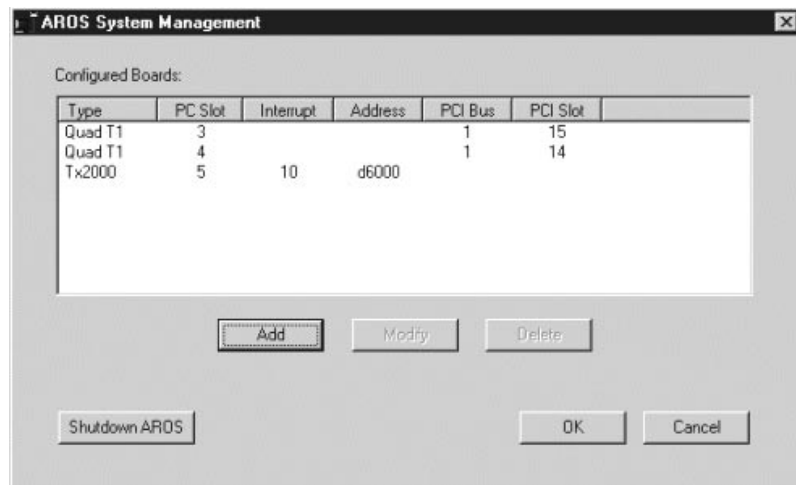 AROS System Management
Configured Boards:
Type PC Slot Interrupt Address PCI Bus PCI Slot
Quad T1 3 1 15
Quad T1 4 1 14
Tx2000 5 10 d6000
Add Modify Delete
Shutdown AROS OK Cancel